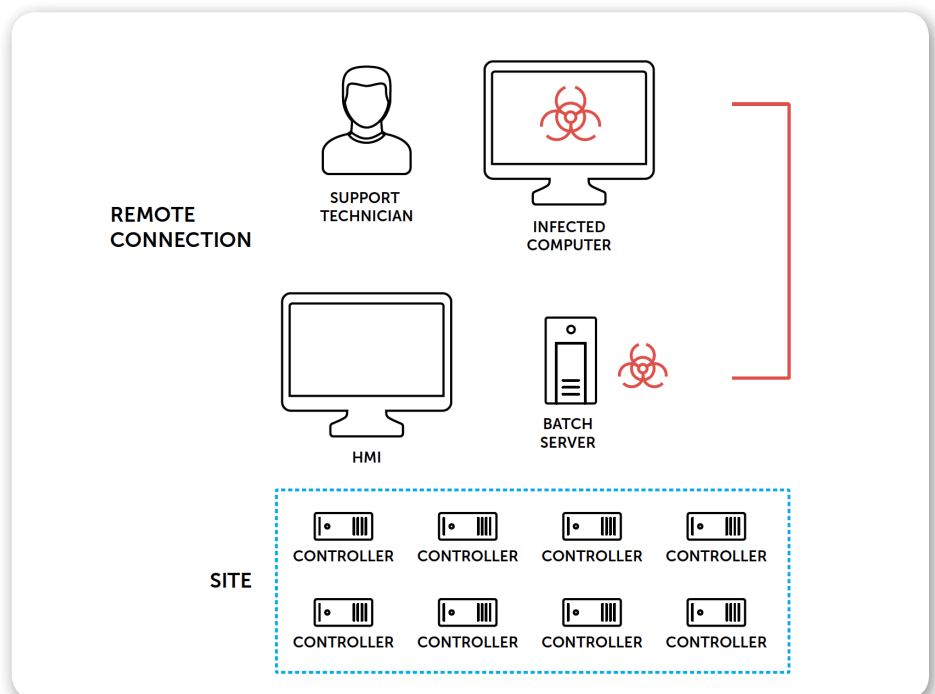 SUPPORT
TECHNICIAN
INFECTED
COMPUTER
REMOTE
CONNECTION
HMI
BATCH
SERVER
CONTROLLER CONTROLLER CONTROLLER CONTROLLER
SITE
CONTROLLER CONTROLLER CONTROLLER CONTROLLER